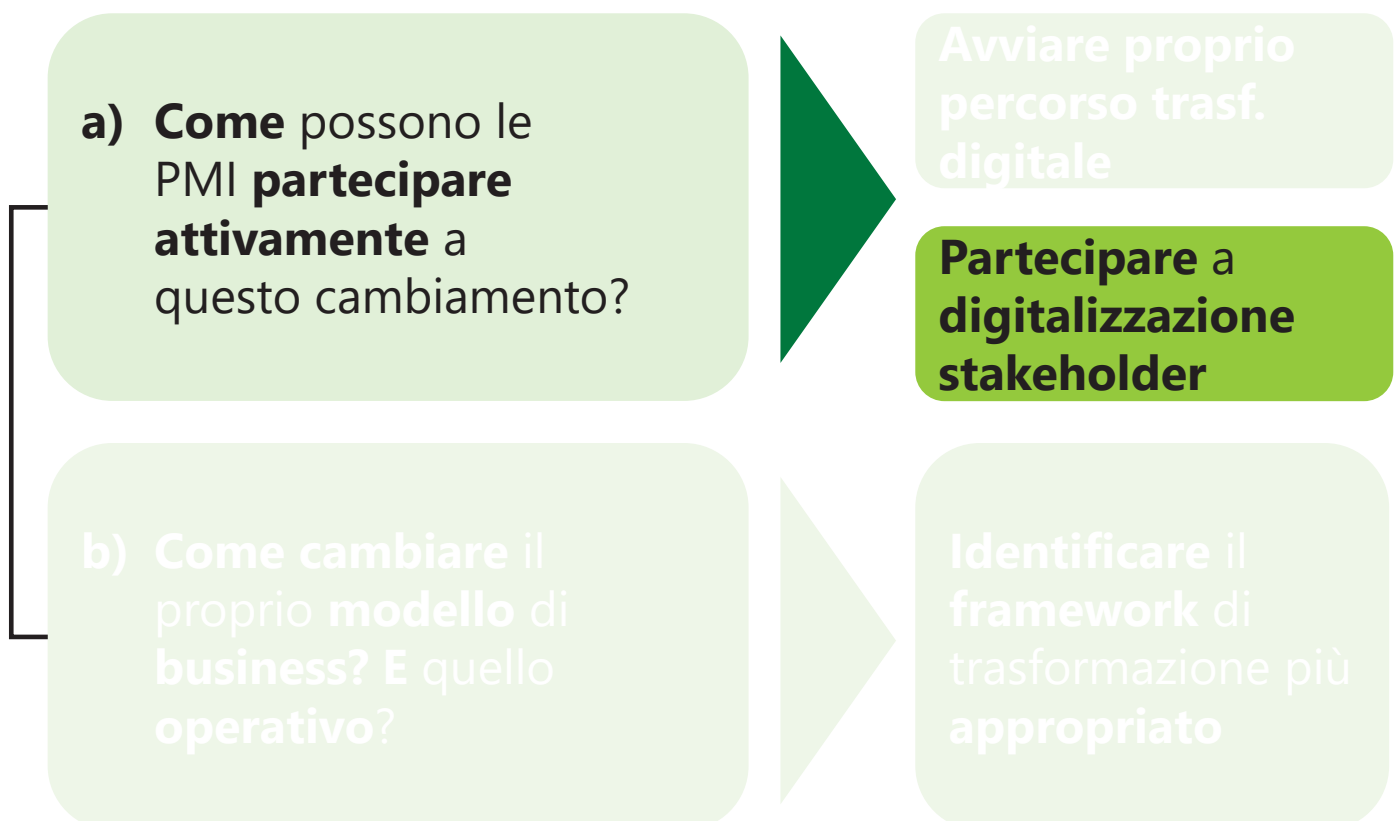 a) Come possono le
PMI partecipare
attivamente a
questo cambiamento?
Avviare proprio
percorso trasf.
digitale
Partecipare a
digitalizzazione
stakeholder
b) Come cambiare il
proprio modello di
business? E quello
operativo?
Identificare il
framework di
trasformazione più
appropriato